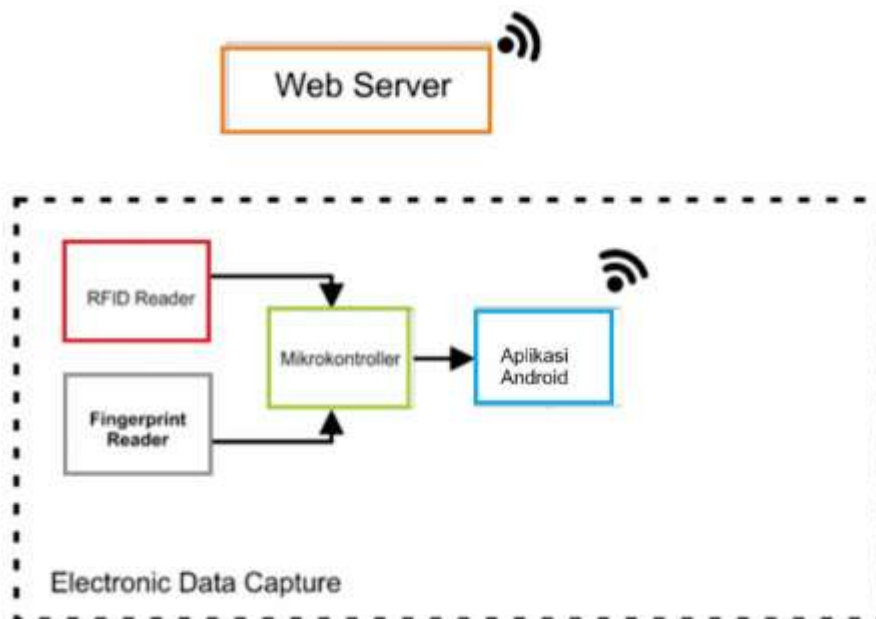 Web Server
RFID Reader
Mikrokontroller
Aplikasi
Android
Fingerprint
Reader
Electronic Data Capture